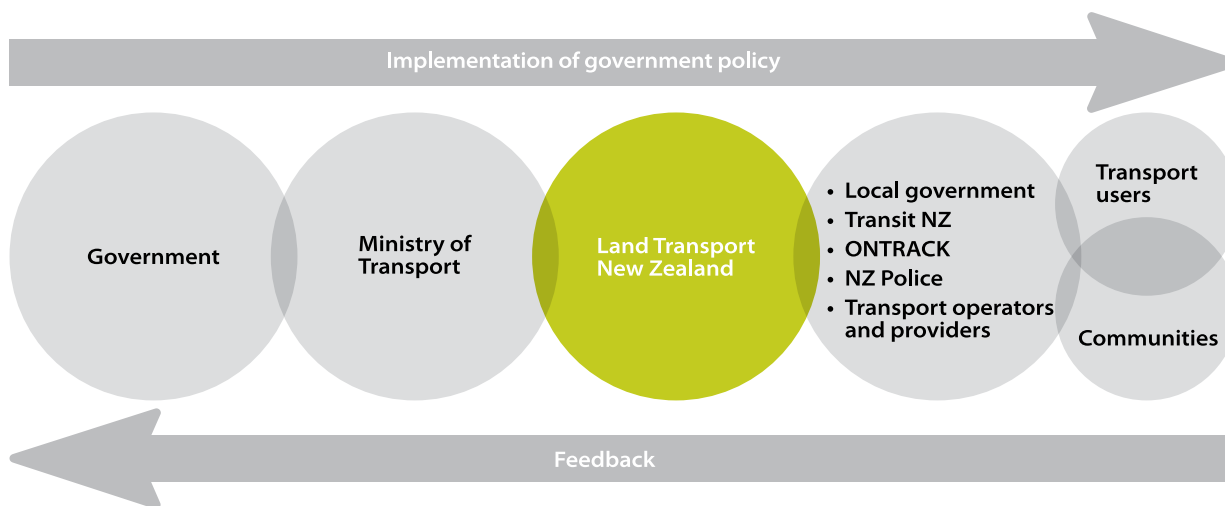 Implementation of government policy
Government
Ministry of
Transport
Land Transport
New Zealand
• Local government
• Transit NZ
• ONTRACK
• NZ Police
• Transport operators
and providers
Transport
users
Communities
Feedback